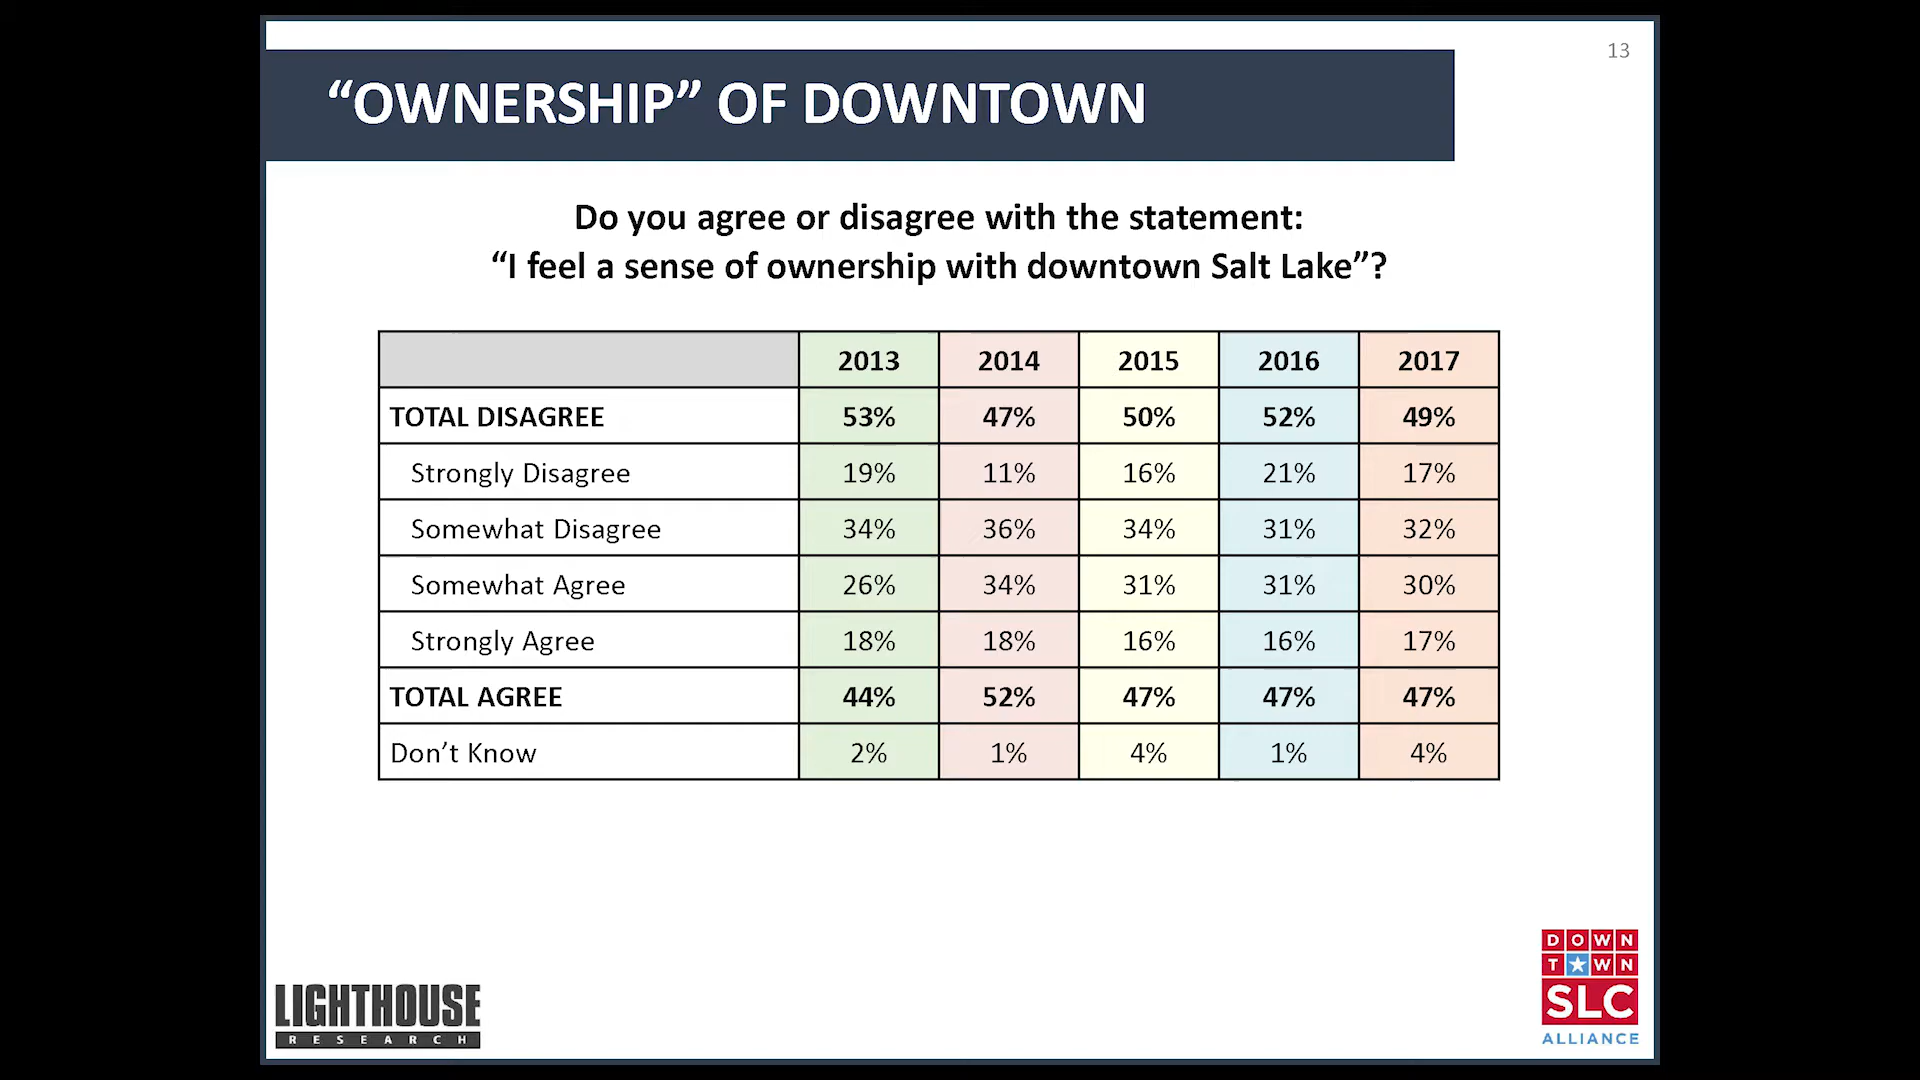 13
“OWNERSHIP” OF DOWNTOWN
Do you agree or disagree with the statement:
“I feel a sense of ownership with downtown Salt Lake”?
2013 2014 2015 2016 2017
TOTAL DISAGREE 53% 47% 50% 52% 49%
Strongly Disagree 19% 11% 16% 21% 17%
Somewhat Disagree 34% 36% 34% 31% 32%
Somewhat Agree 26% 34% 31% 31% 30%
Strongly Agree 18% 18% 16% 16% 17%
TOTAL AGREE 44% 52% 47% 47% 47%
Don’t Know 2% 1% 4% 1% 4%
LIGHTHOUSE
RESEARCH
DOWN
T★WN
SLC
ALLIANCE